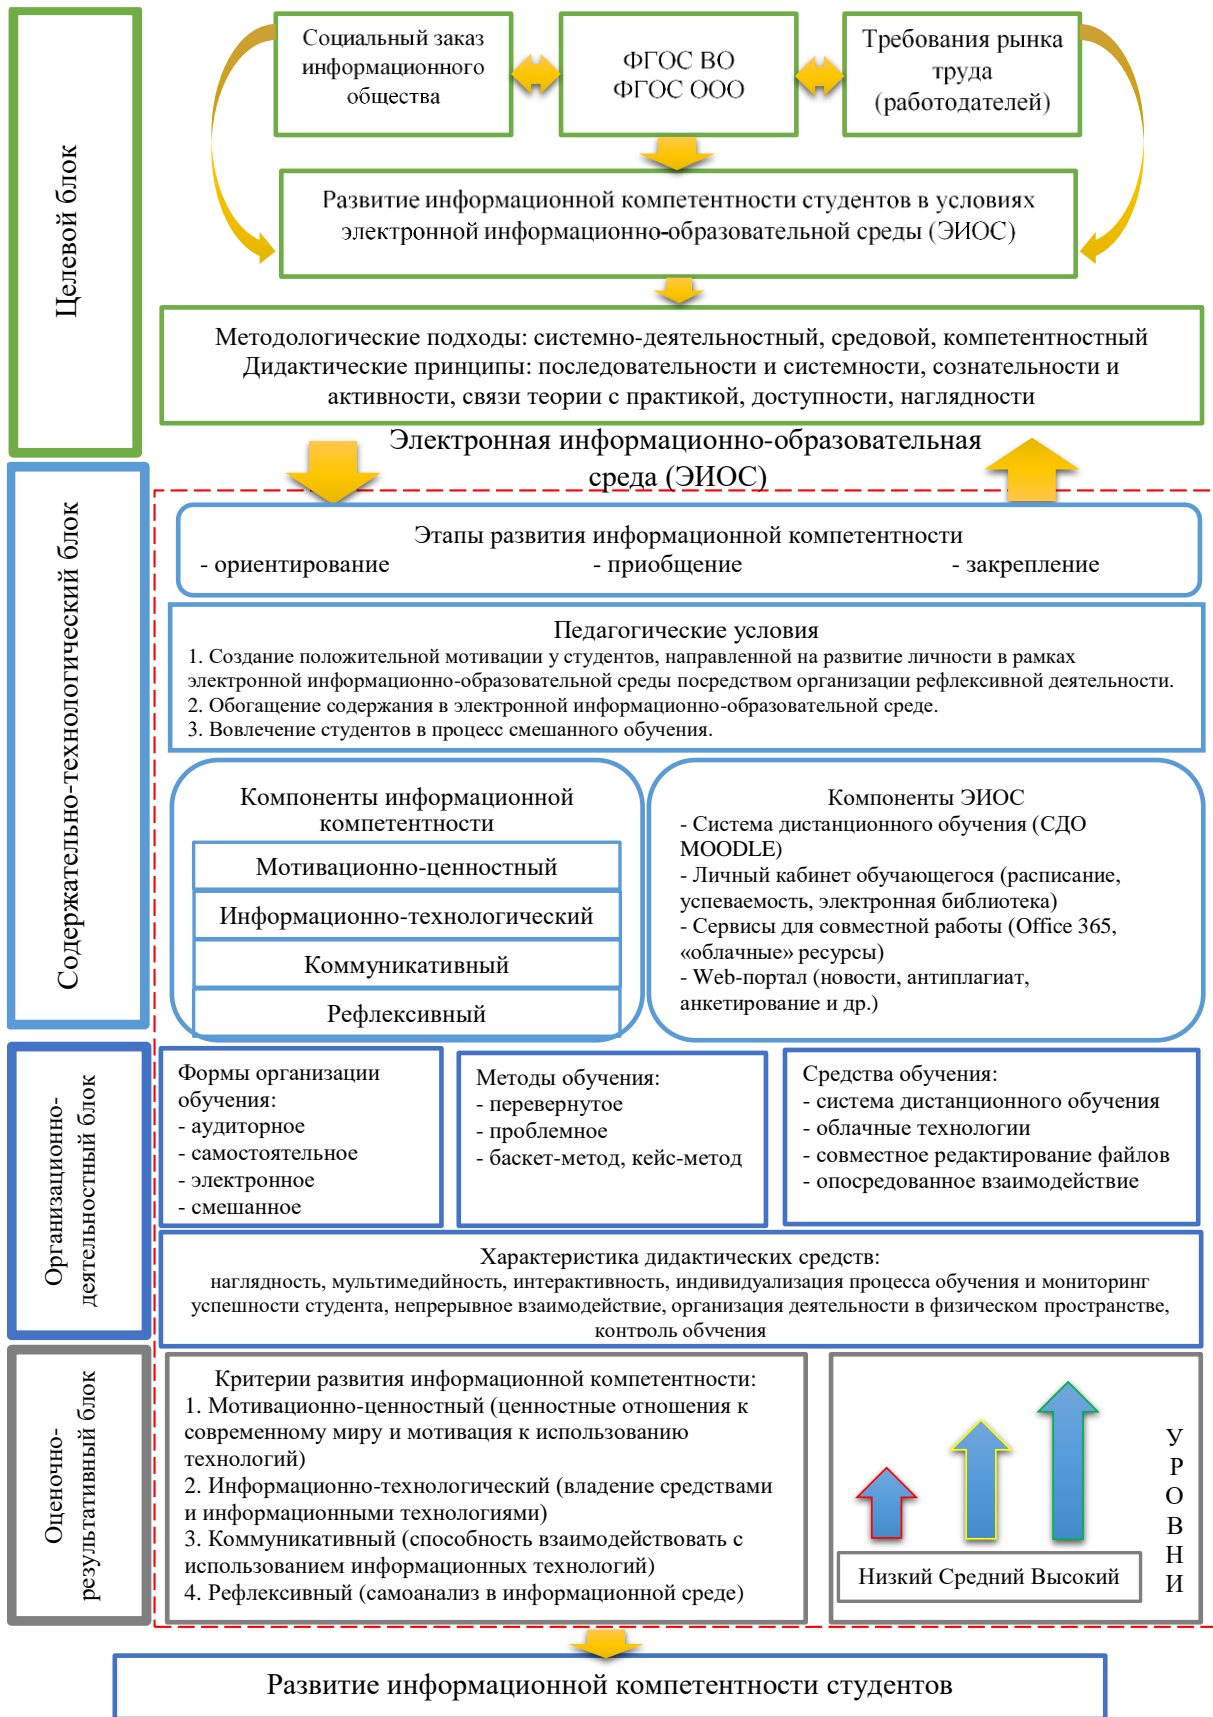 Целевой блок
Социальный заказ
информационного
общества
ФГОС ВО
ФГОС ООО
Требования рынка
труда
(работодателей)
Развитие информационной компетентности студентов в условиях
электронной информационно-образовательной среды (ЭИОС)
Методологические подходы: системно-деятельностный, средовой, компетентностный
Дидактические принципы: последовательности и системности, сознательности и
активности, связи теории с практикой, доступности, наглядности
Электронная информационно-образовательная
среда (ЭИОС)
Содержательно-технологический блок
Этапы развития информационной компетентности
- ориентирование - приобщение - закрепление
Педагогические условия
1. Создание положительной мотивации у студентов, направленной на развитие личности в рамках
электронной информационно-образовательной среды посредством организации рефлексивной деятельности.
2. Обогащение содержания в электронной информационно-образовательной среде.
3. Вовлечение студентов в процесс смешанного обучения.
Компоненты информационной
компетентности
Мотивационно-ценностный
Информационно-технологический
Коммуникативный
Рефлексивный
Компоненты ЭИОС
- Система дистанционного обучения (СДО
MOODLE)
- Личный кабинет обучающегося (расписание,
успеваемость, электронная библиотека)
- Сервисы для совместной работы (Office 365,
«облачные» ресурсы)
- Web-портал (новости, антиплагиат,
анкетирование и др.)
Организационно-
деятельностный блок
Формы организации
обучения:
- аудиторное
- самостоятельное
- электронное
- смешанное
Методы обучения:
- перевернутое
- проблемное
- баскет-метод, кейс-метод
Средства обучения:
- система дистанционного обучения
- облачные технологии
- совместное редактирование файлов
- опосредованное взаимодействие
Характеристика дидактических средств:
наглядность, мультимедийность, интерактивность, индивидуализация процесса обучения и мониторинг
успешности студента, непрерывное взаимодействие, организация деятельности в физическом пространстве,
контроль обучения
Оценочно-
результативный блок
Критерии развития информационной компетентности:
1. Мотивационно-ценностный (ценностные отношения к
современному миру и мотивация к использованию
технологий)
2. Информационно-технологический (владение средствами
и информационными технологиями)
3. Коммуникативный (способность взаимодействовать с
использованием информационных технологий)
4. Рефлексивный (самоанализ в информационной среде)
Низкий Средний Высокий
У
Р
О
В
Н
И
Развитие информационной компетентности студентов